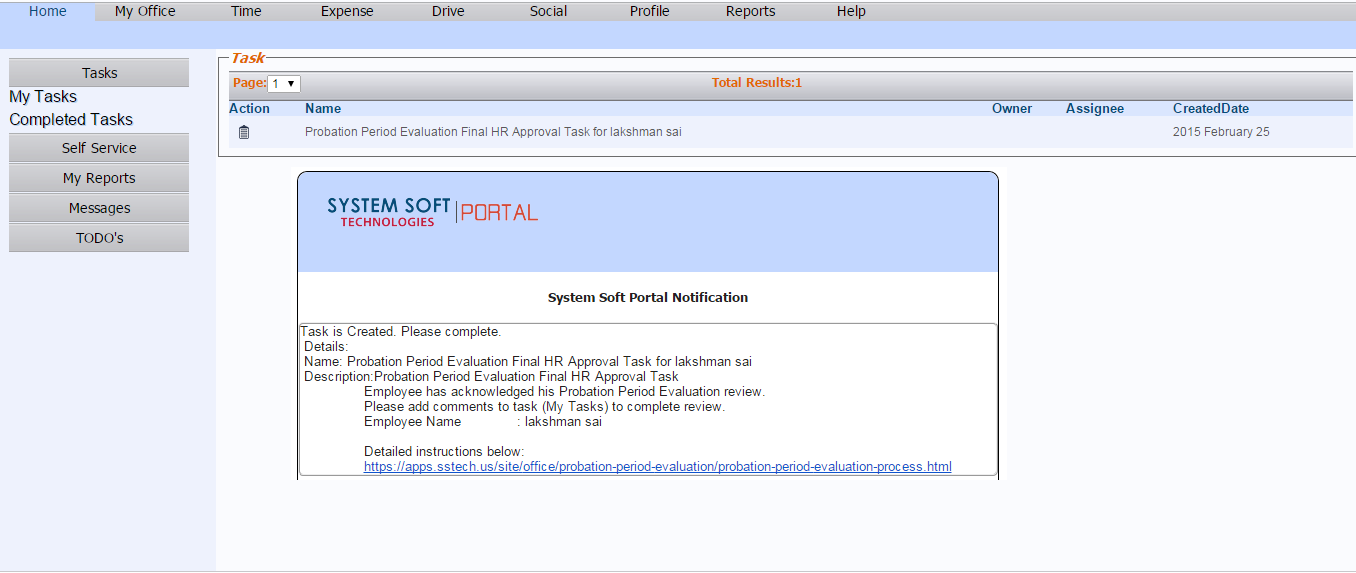 Home My Office Time Expense Drive Social Profile Reports Help
Tasks
My Tasks
Completed Tasks
Self Service
My Reports
Messages
TODO's
Task
Page: 1 Total Results:1
Action Name Owner Assignee CreatedDate
Probation Period Evaluation Final HR Approval Task for lakshman sai 2015 February 25
SYSTEM SOFT
TECHNOLOGIES
PORTAL
System Soft Portal Notification
Task is Created. Please complete.
Details:
Name: Probation Period Evaluation Final HR Approval Task for lakshman sai
Description:Probation Period Evaluation Final HR Approval Task
Employee has acknowledged his Probation Period Evaluation review.
Please add comments to task (My Tasks) to complete review.
Employee Name : lakshman sai
Detailed instructions below:
https://apps.sstech.us/site/office/probation-period-evaluation/probation-period-evaluation-process.html